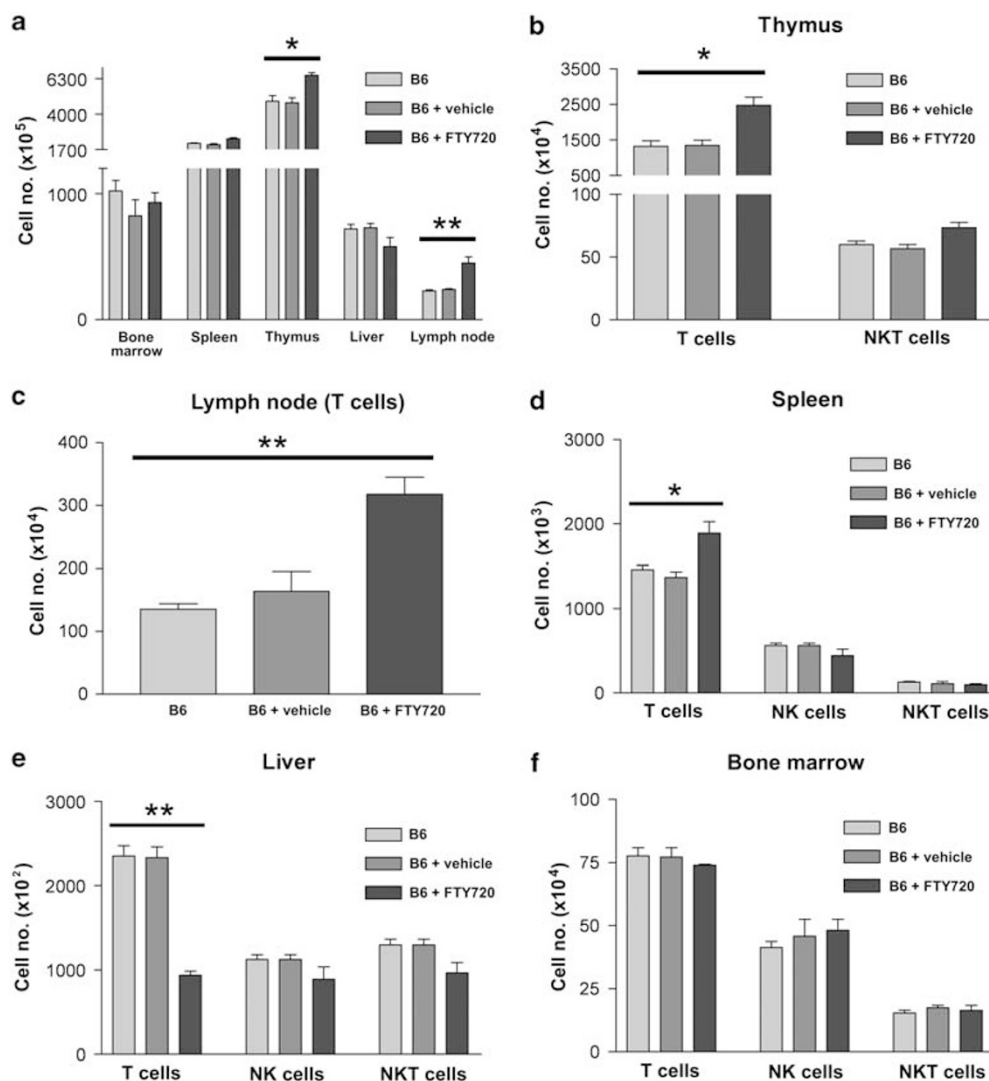 a
*
6300
4000
1700
1000
0
Cell no. (x10⁵)
B6
B6 + vehicle
B6 + FTY720
**
Bone marrow
Spleen
Thymus
Liver
Lymph node
b
Thymus
*
3500
2500
1500
500
100
50
0
Cell no. (x10⁴)
B6
B6 + vehicle
B6 + FTY720
T cells
NKT cells
c
Lymph node (T cells)
**
400
300
200
100
0
Cell no. (x10⁴)
B6
B6 + vehicle
B6 + FTY720
d
Spleen
*
3000
2000
1000
0
Cell no. (x10³)
B6
B6 + vehicle
B6 + FTY720
T cells
NK cells
NKT cells
e
Liver
**
3000
2000
1000
0
Cell no. (x10²)
B6
B6 + vehicle
B6 + FTY720
T cells
NK cells
NKT cells
f
Bone marrow
100
75
50
25
0
Cell no. (x10⁴)
B6
B6 + vehicle
B6 + FTY720
T cells
NK cells
NKT cells